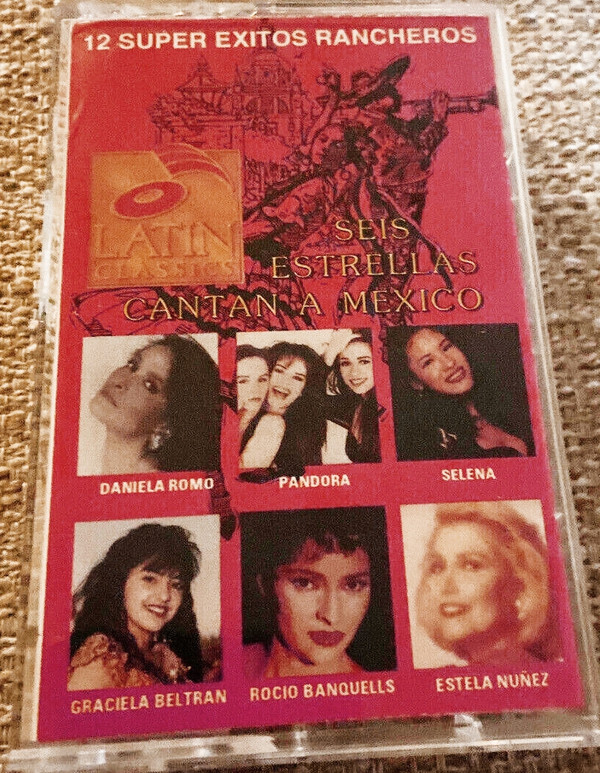 12 SUPER EXITOS RANCHEROS
LATIN
CLASSICS
SEIS
ESTRELLAS
CANTAN A MEXICO
DANIELA ROMO
PANDORA
SELENA
GRACIELA BELTRAN
ROCIO BANQUELLS
ESTELA NUÑEZ